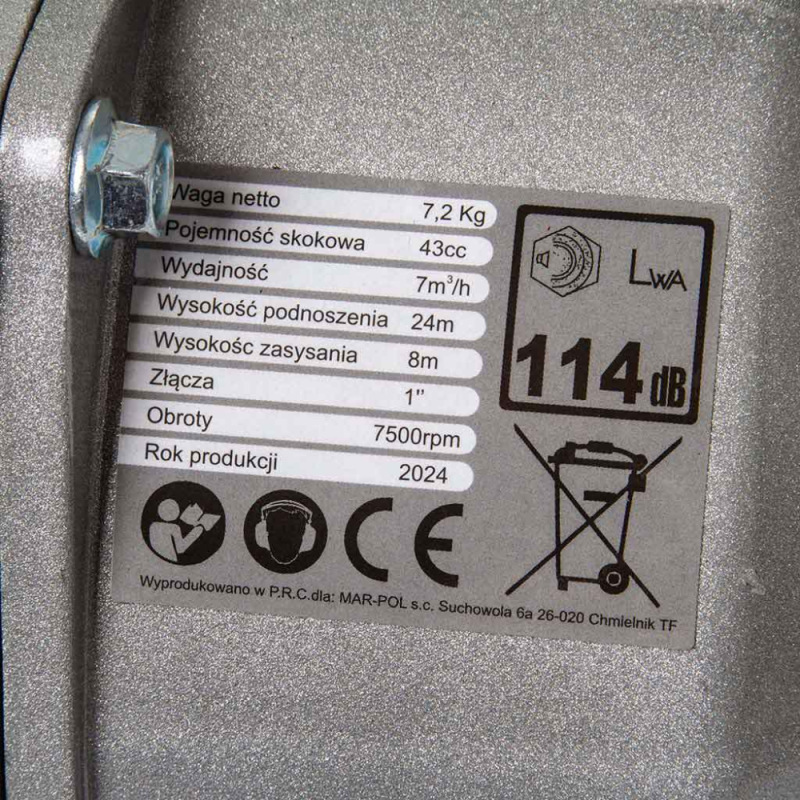 Waga netto 7,2 Kg
Pojemność skokowa 43cc
Wydajność 7m³/h
Wysokość podnoszenia 24m
Wysokośc zasysania 8m
Złącza 1"
Obroty 7500rpm
Rok produkcji 2024
LWA
114 dB
CE
Wyprodukowano w P.R.C.dla: MAR-POL s.c. Suchowola 6a 26-020 Chmielnik TF